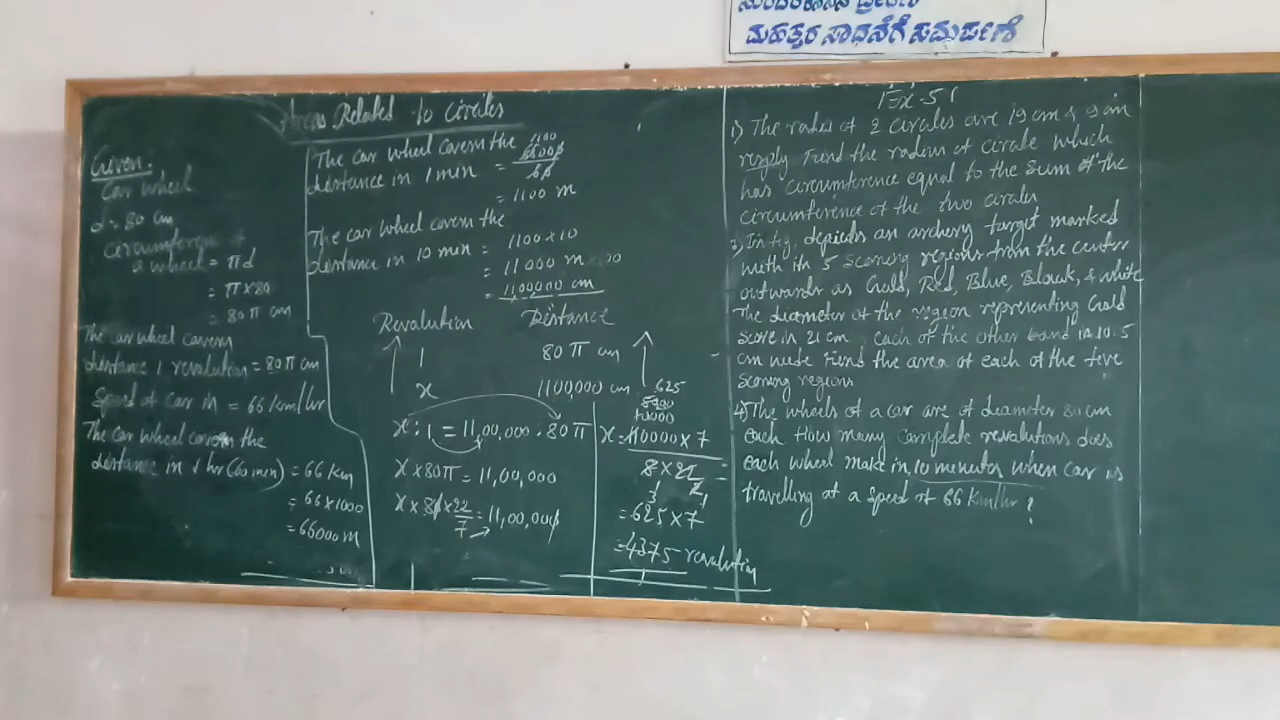 ಮಹತ್ವರ ಸಾಧನೆಗೆ ಸಮರ್ಪಣೆ
Areas Related to circles
Given:
Car wheel
d = 80 cm
circumference of
a wheel = πd
= π×80
= 80π cm
The car wheel covers
distance 1 revolution = 80π cm
Speed of car in = 66 km/hr
The car wheel covers the
distance in 1 hr (60 min) = 66 km
= 66×1000
= 66000 m
The car wheel covers the
distance in 1 min = 66000/60 1100
= 1100 m
The car wheel covers the
distance in 10 min = 1100×10
= 11000 m ×100
= 1100000 cm
Revolution Distance
1 80π cm
x 1100,000 cm
x : 1 = 11,00,000 : 80π
x×80π = 11,00,000
x×80×22/7 = 11,00,000
x = 110000×7
8×22
= 625×7
= 4375 revolution
Ex-5.1
1) The radii of 2 circles are 19 cm & 9 cm
resply Find the radius of circle which
has circumference equal to the sum of the
circumference of the two circles
In fig. depicts an archery target marked
with its 5 scoring regions from the center
outwards as Gold, Red, Blue, Black, & white
The diameter of the region representing Gold
score is 21 cm each of the other band is 10.5
cm wide Find the area of each of the five
scoring regions
4) The wheels of a car are of diameter 80 cm
each How many complete revolutions does
each wheel make in 10 minutes when car is
travelling at a speed of 66 km/hr ?